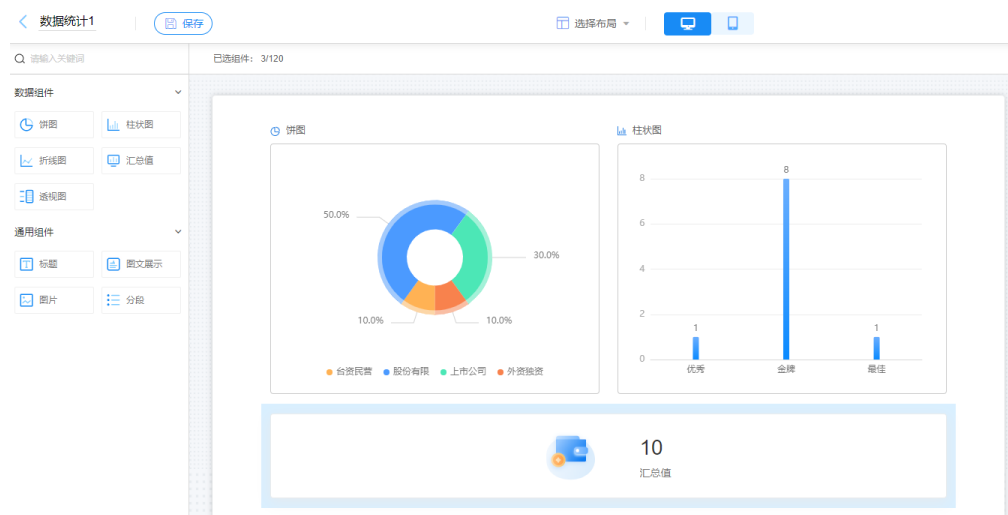 数据统计1 保存 选择布局
请输入关键词 已选组件： 3/120
数据组件
饼图 柱状图
折线图 汇总值
透视图
通用组件
标题 图文展示
图片 分段
饼图
50.0%
30.0%
10.0% 10.0%
台资民营 股份有限 上市公司 外资独资
柱状图
8
8
6
4
2
1 1
0
优秀 金牌 最佳
10
汇总值